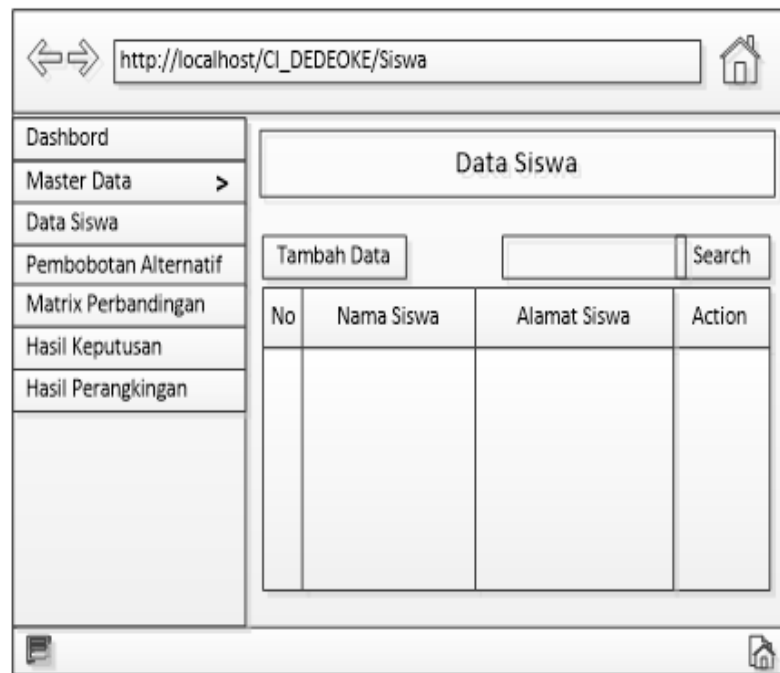 http://localhost/CI_DEDEOKE/Siswa
Dashbord
Master Data >
Data Siswa
Pembobotan Alternatif
Matrix Perbandingan
Hasil Keputusan
Hasil Perangkingan
Data Siswa
Tambah Data
Search
No Nama Siswa Alamat Siswa Action